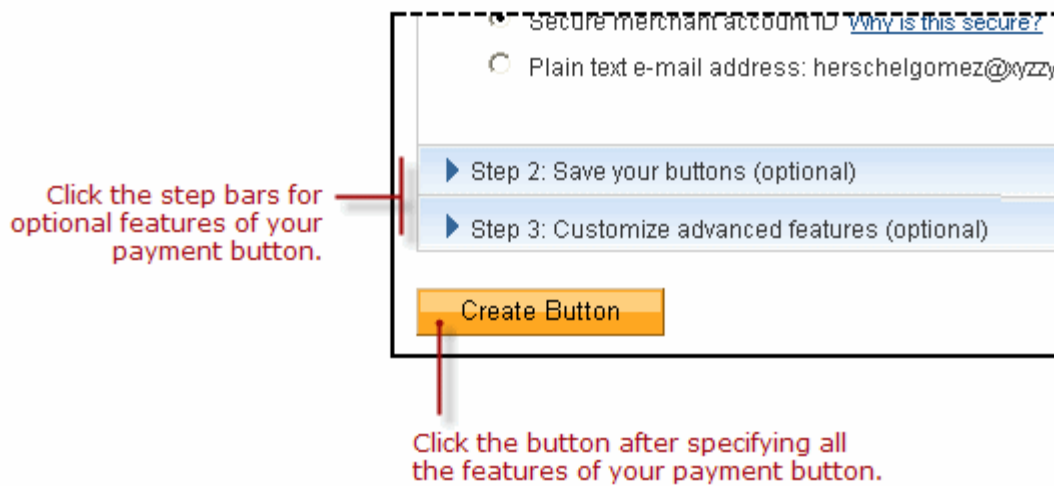 Secure merchant account ID Why is this secure?
Plain text e-mail address: herschelgomez@xyzzy
Step 2: Save your buttons (optional)
Step 3: Customize advanced features (optional)
Click the step bars for
optional features of your
payment button.
Create Button
Click the button after specifying all
the features of your payment button.